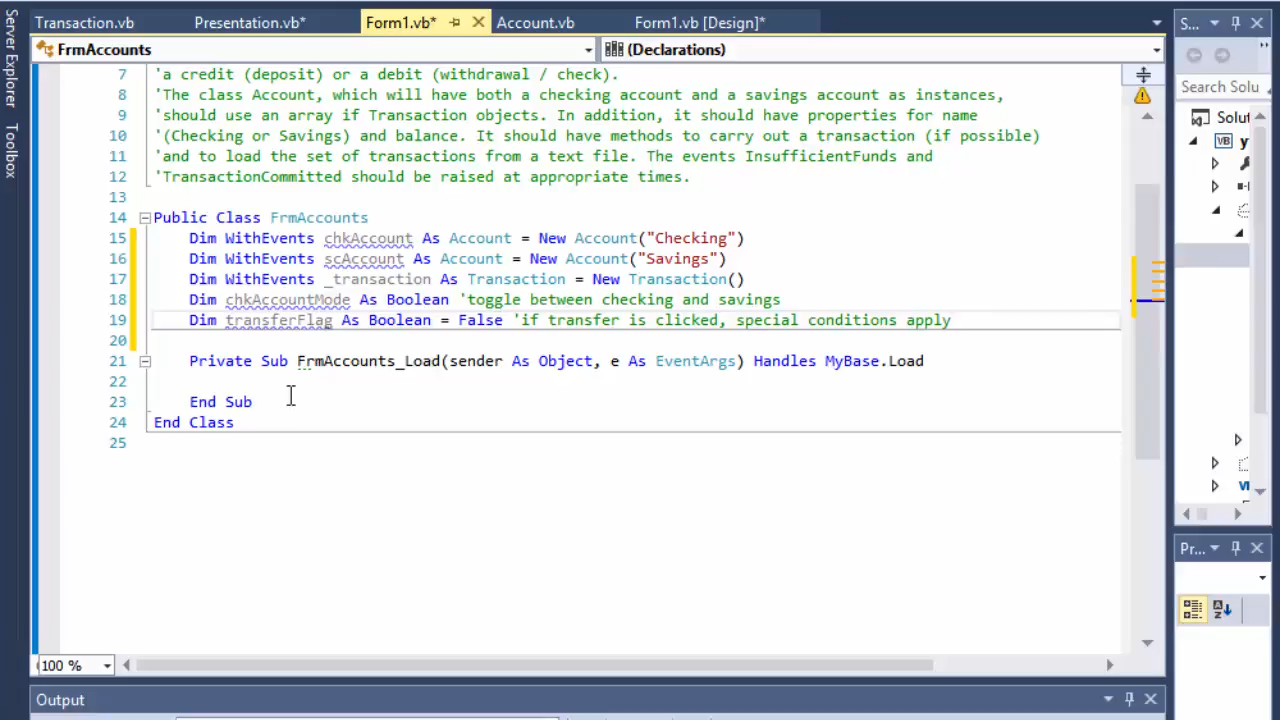 Server Explorer
Toolbox
Transaction.vb
Presentation.vb*
Form1.vb*
Account.vb
Form1.vb [Design]*
FrmAccounts
(Declarations)
7 'a credit (deposit) or a debit (withdrawal / check).
8 'The class Account, which will have both a checking account and a savings account as instances,
9 'should use an array if Transaction objects. In addition, it should have properties for name
10 '(Checking or Savings) and balance. It should have methods to carry out a transaction (if possible)
11 'and to load the set of transactions from a text file. The events InsufficientFunds and
12 'TransactionCommitted should be raised at appropriate times.
13
14 Public Class FrmAccounts
15 Dim WithEvents chkAccount As Account = New Account("Checking")
16 Dim WithEvents scAccount As Account = New Account("Savings")
17 Dim WithEvents _transaction As Transaction = New Transaction()
18 Dim chkAccountMode As Boolean 'toggle between checking and savings
19 Dim transferFlag As Boolean = False 'if transfer is clicked, special conditions apply
20
21 Private Sub FrmAccounts_Load(sender As Object, e As EventArgs) Handles MyBase.Load
22
23 End Sub
24 End Class
25
100 %
Output
S...
Search Solu
Solut
VB y
Pr...